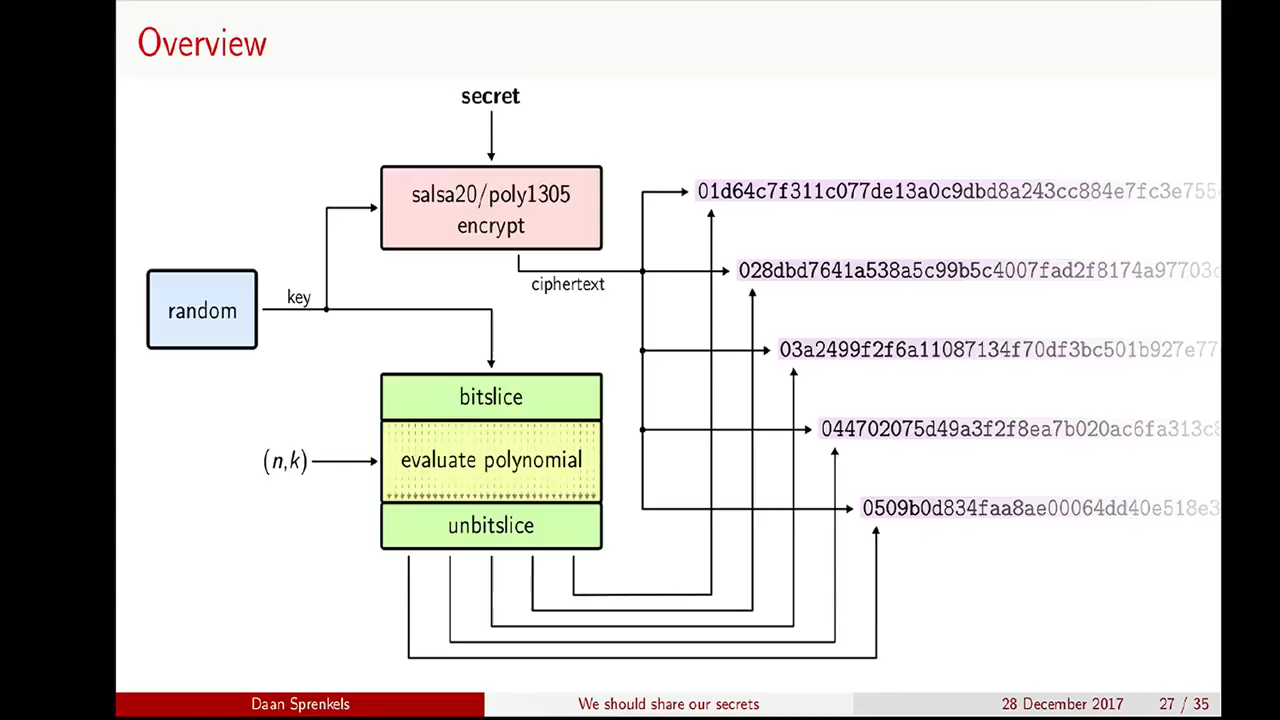 Overview
secret
salsa20/poly1305
encrypt
ciphertext
random
key
bitslice
evaluate polynomial
unbitslice
(n,k)
01d64c7f311c077de13a0c9dbd8a243cc884e7fc3e755
028dbd7641a538a5c99b5c4007fad2f8174a97703
03a2499f2f6a11087134f70df3bc501b927e77
044702075d49a3f2f8ea7b020ac6fa313c8
0509b0d834faa8ae00064dd40e518e3
Daan Sprenkels
We should share our secrets
28 December 2017
27 / 35